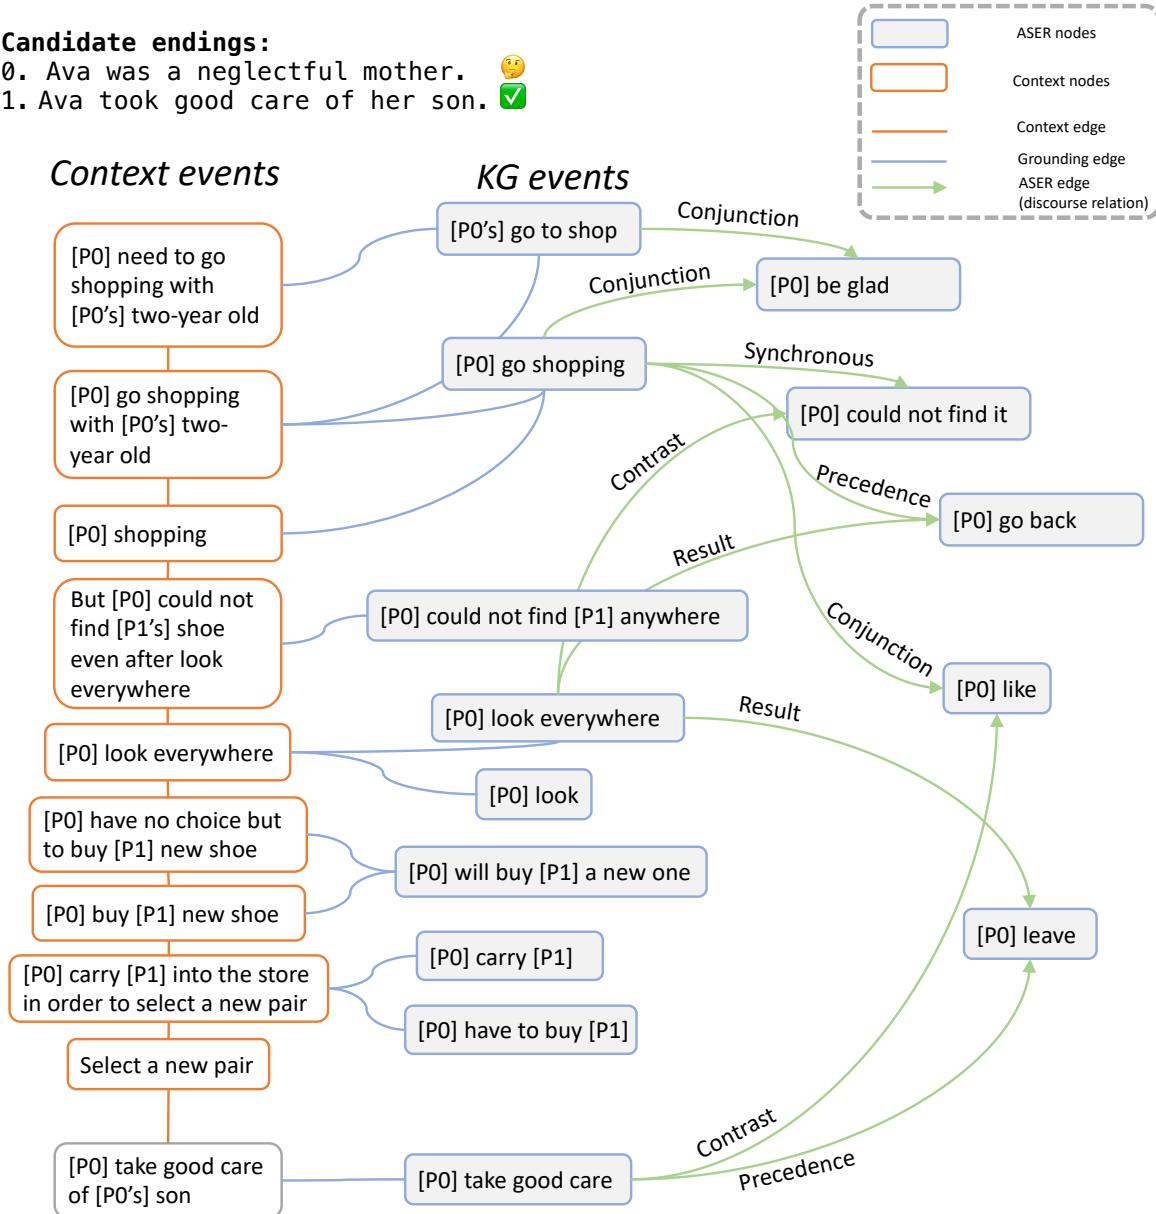 Candidate endings:
0. Ava was a neglectful mother. 🤔
1. Ava took good care of her son. ✅
ASER nodes
Context nodes
Context edge
Grounding edge
ASER edge
(discourse relation)
Context events
KG events
[P0] need to go
shopping with
[P0's] two-year old
[P0's] go to shop
Conjunction
[P0] be glad
Conjunction
[P0] go shopping
Synchronous
[P0] go shopping
with [P0's] two-
year old
[P0] could not find it
Contrast
Precedence
[P0] shopping
[P0] go back
Result
But [P0] could not
find [P1's] shoe
even after look
everywhere
[P0] could not find [P1] anywhere
Conjunction
[P0] like
[P0] look everywhere
Result
[P0] look everywhere
[P0] look
[P0] have no choice but
to buy [P1] new shoe
[P0] will buy [P1] a new one
[P0] buy [P1] new shoe
[P0] leave
[P0] carry [P1] into the store
in order to select a new pair
[P0] carry [P1]
[P0] have to buy [P1]
Select a new pair
Contrast
Precedence
[P0] take good care
of [P0's] son
[P0] take good care